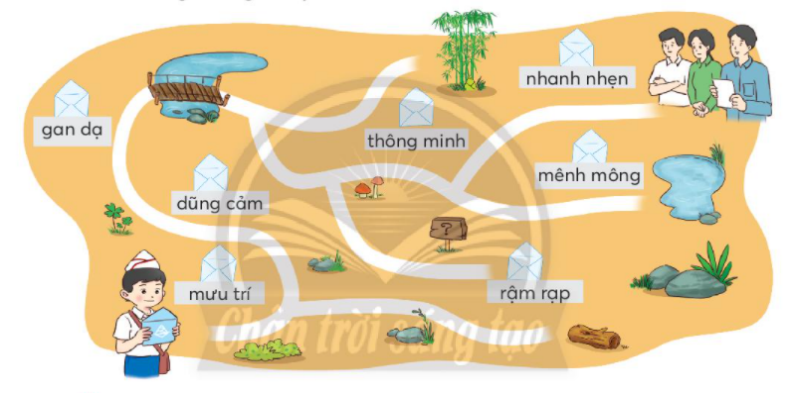 nhanh nhẹn
gan dạ
thông minh
mênh mông
dũng cảm
?
mưu trí
rậm rạp
Chân trời sáng tạo